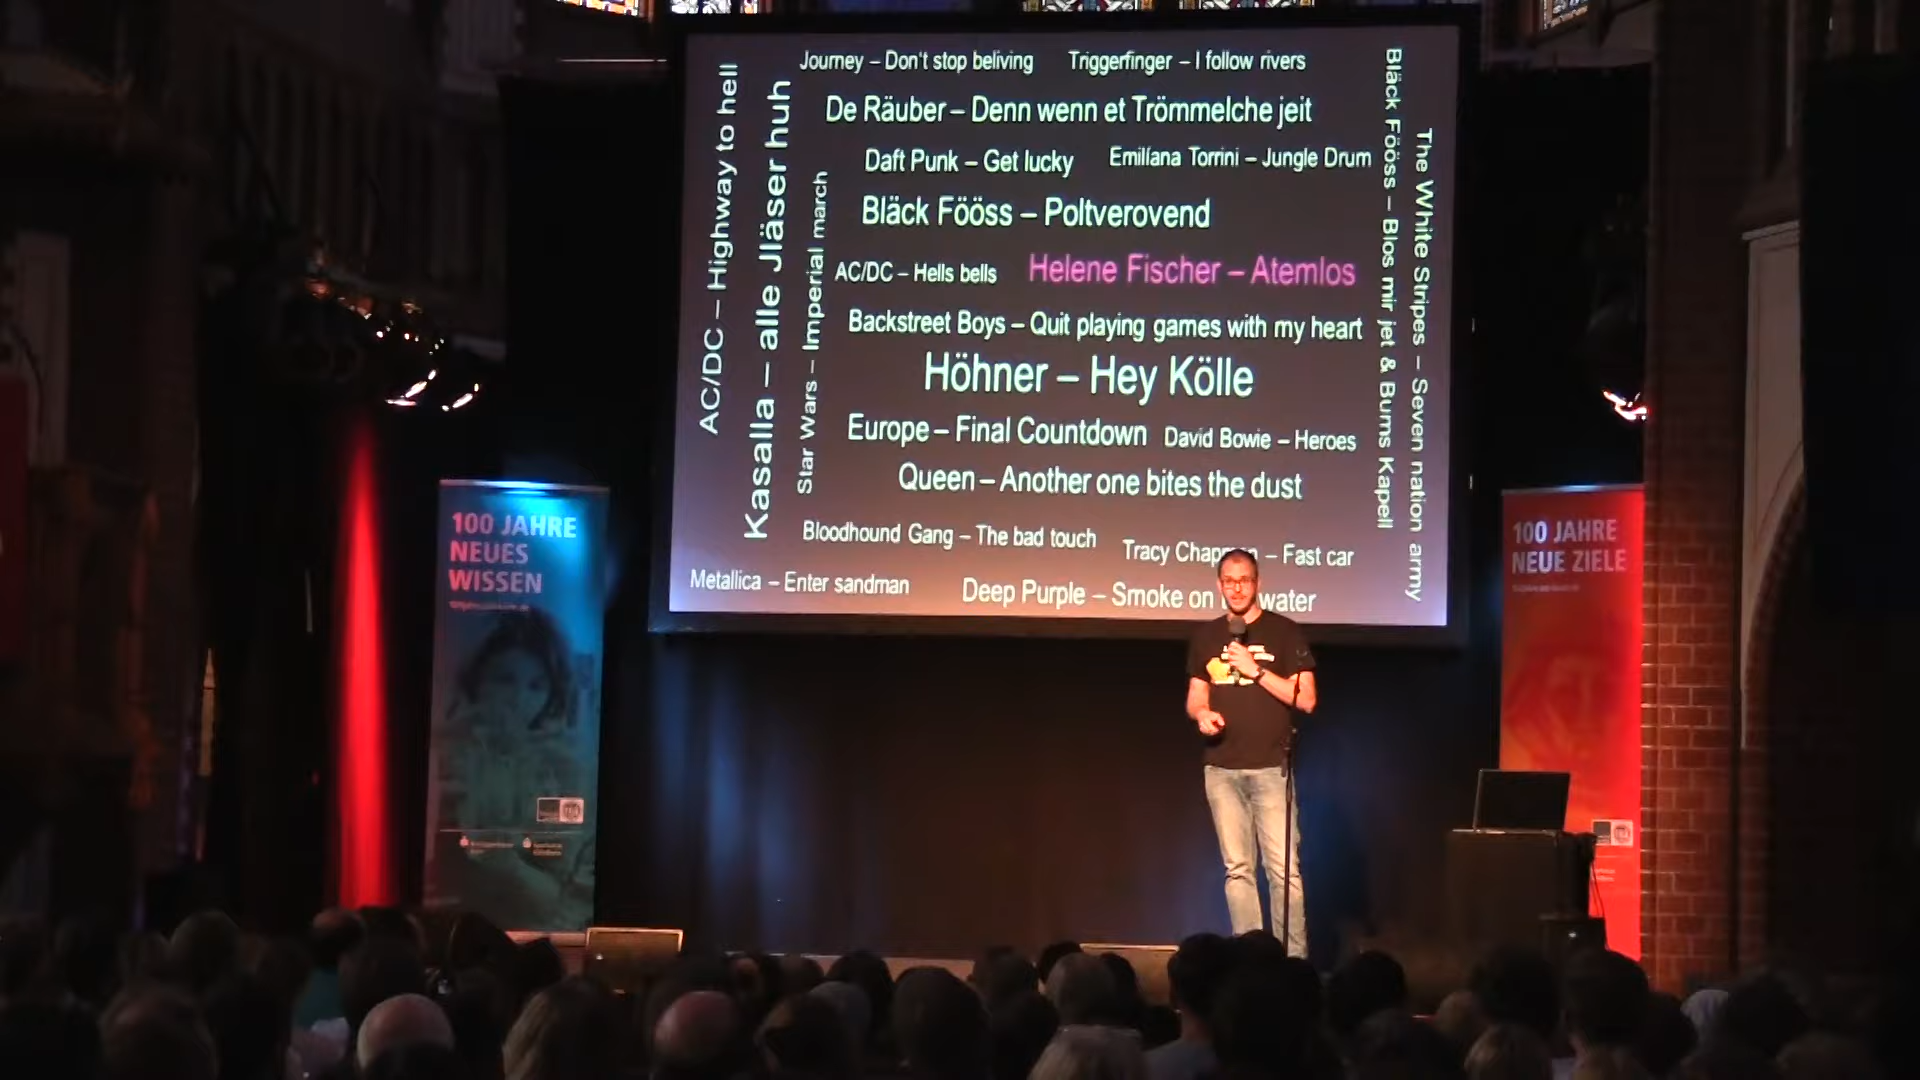 Journey – Don't stop beliving
Triggerfinger – I follow rivers
De Räuber – Denn wenn et Trömmelche jeit
Daft Punk – Get lucky
Emilíana Torrini – Jungle Drum
Bläck Fööss – Poltverovend
AC/DC – Hells bells
Helene Fischer – Atemlos
Backstreet Boys – Quit playing games with my heart
Höhner – Hey Kölle
Europe – Final Countdown
David Bowie – Heroes
Queen – Another one bites the dust
Bloodhound Gang – The bad touch
Tracy – Fast car
Metallica – Enter sandman
Deep Purple – Smoke on water
AC/DC – Highway to hell
Kasalla – alle Jläser huh
Star Wars – Imperial march
Bläck Fööss – Blos mir jet & Bums Kapell
The White Stripes – Seven nation army
100 JAHRE
NEUES
WISSEN
100 JAHRE
NEUE ZIELE